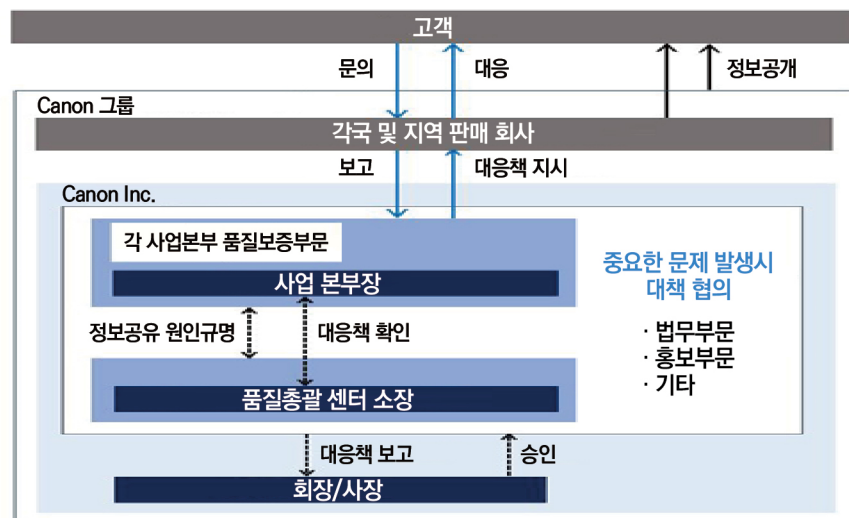 고객
문의
대응
정보공개
Canon 그룹
각국 및 지역 판매 회사
보고
대응책 지시
Canon Inc.
각 사업본부 품질보증부문
사업 본부장
중요한 문제 발생시
대책 협의
· 법무부문
· 홍보부문
· 기타
정보공유 원인규명
대응책 확인
품질총괄 센터 소장
대응책 보고
승인
회장/사장